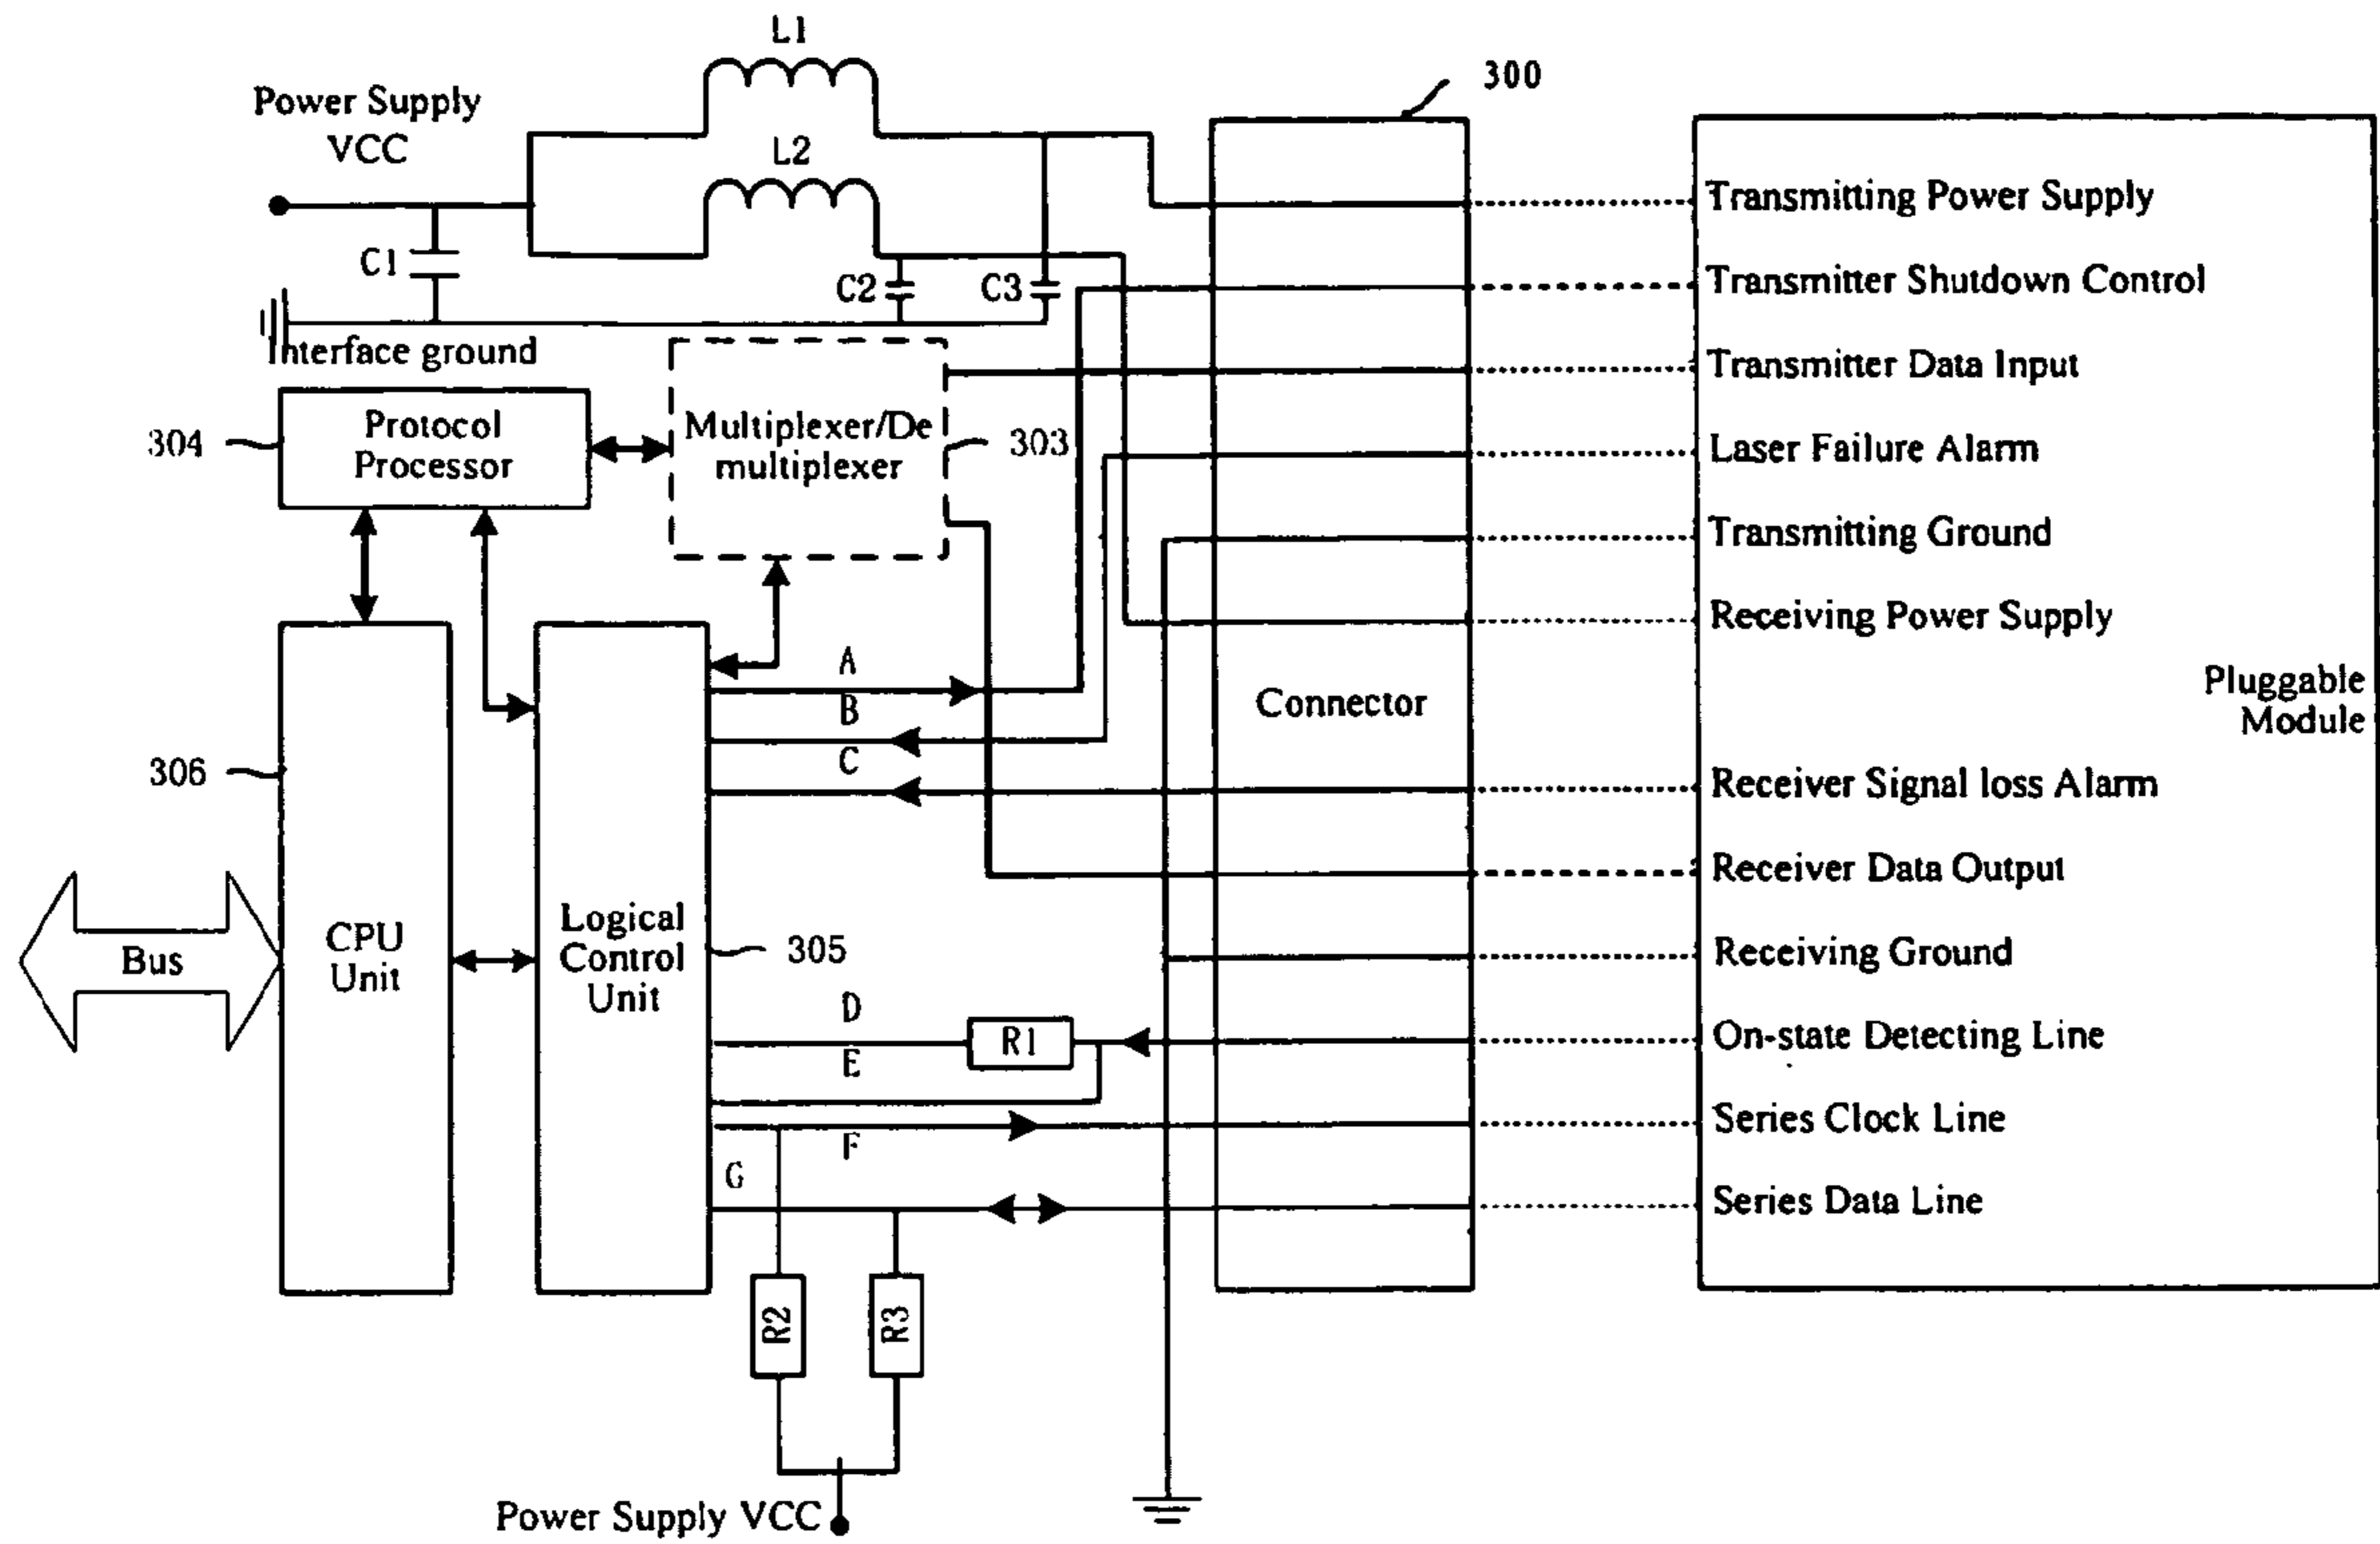 L1
300
Power Supply
VCC
L2
Transmitting Power Supply
C1
C2
C3
Transmitter Shutdown Control
Interface ground
Transmitter Data Input
304
Protocol
Processor
Multiplexer/De
multiplexer
303
Laser Failure Alarm
Transmitting Ground
Receiving Power Supply
A
B
C
Connector
Pluggable
Module
306
Receiver Signal loss Alarm
Receiver Data Output
Bus
CPU
Unit
Logical
Control
Unit
305
Receiving Ground
D
R1
On-state Detecting Line
E
Series Clock Line
F
G
Series Data Line
R2
R3
Power Supply VCC